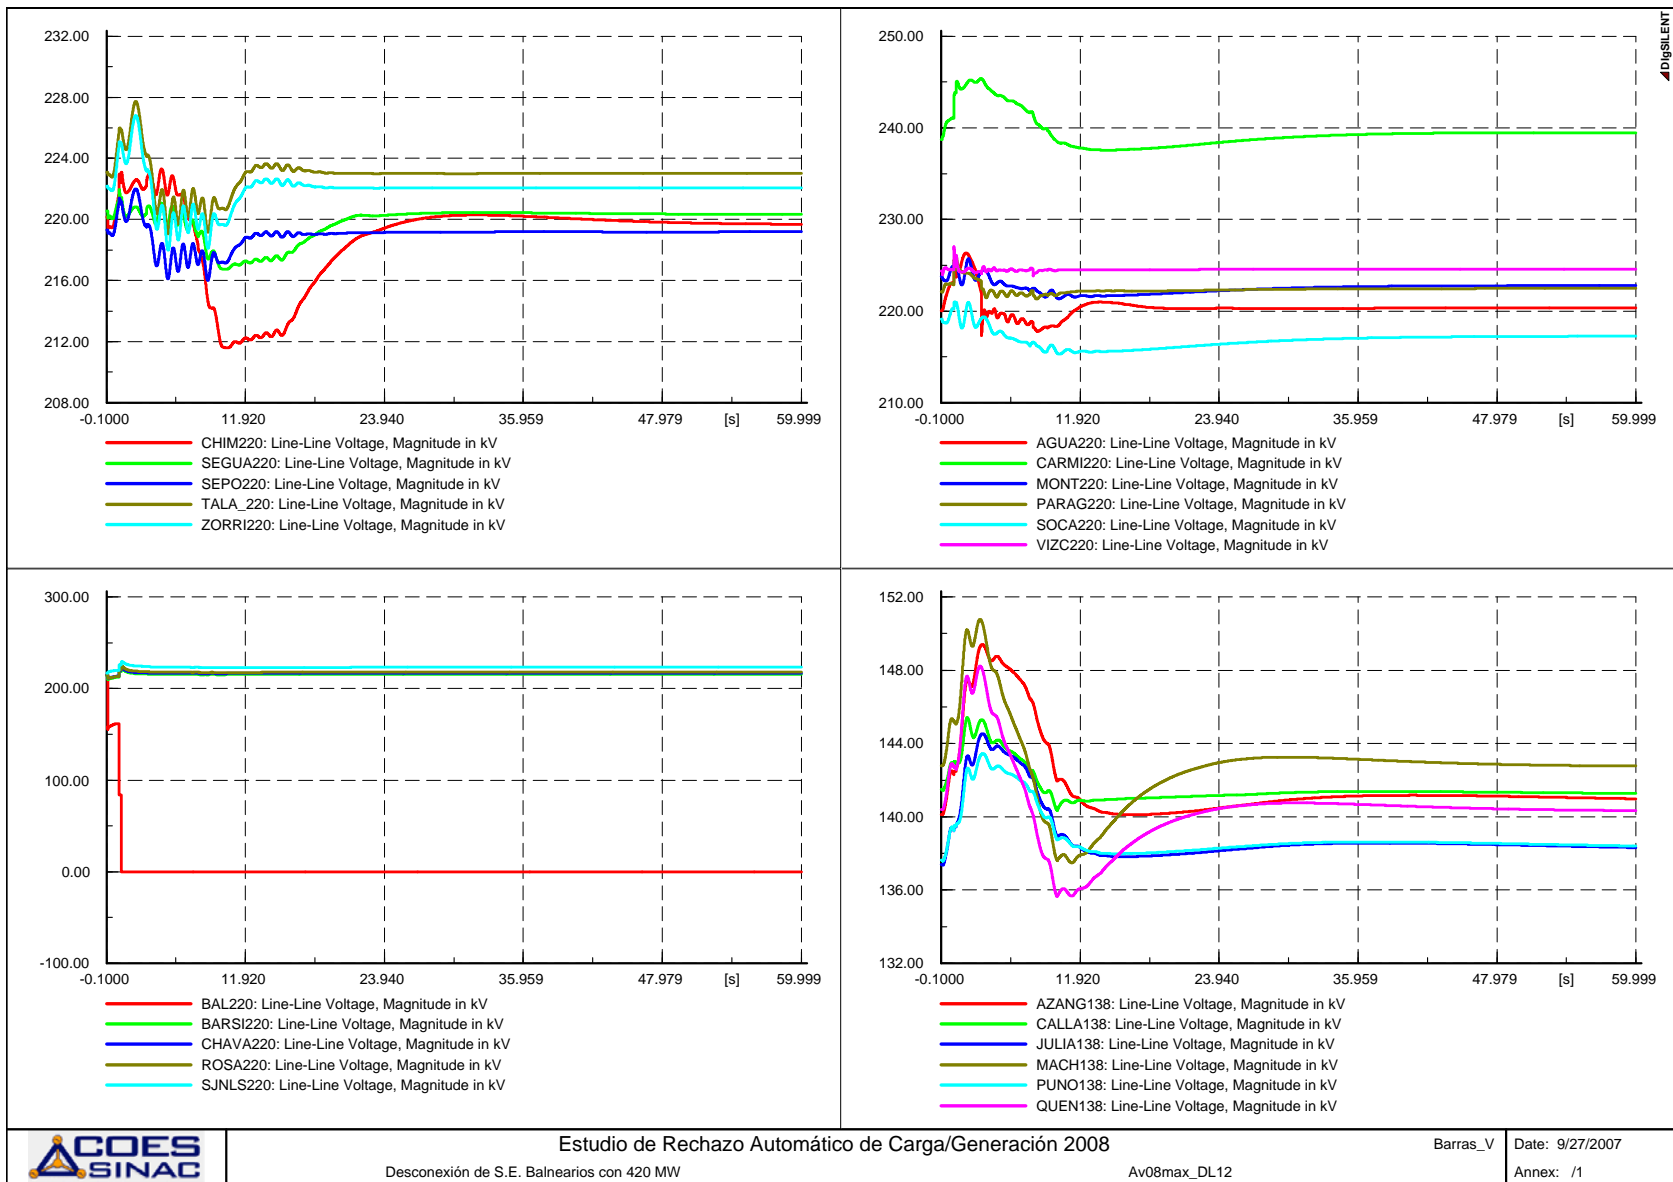 DIgSILENT
232.00
228.00
224.00
220.00
216.00
212.00
208.00
-0.1000 11.920 23.940 35.959 47.979 [s] 59.999
CHIM220: Line-Line Voltage, Magnitude in kV
SEGUA220: Line-Line Voltage, Magnitude in kV
SEPO220: Line-Line Voltage, Magnitude in kV
TALA_220: Line-Line Voltage, Magnitude in kV
ZORRI220: Line-Line Voltage, Magnitude in kV
250.00
240.00
230.00
220.00
210.00
-0.1000 11.920 23.940 35.959 47.979 [s] 59.999
AGUA220: Line-Line Voltage, Magnitude in kV
CARMI220: Line-Line Voltage, Magnitude in kV
MONT220: Line-Line Voltage, Magnitude in kV
PARAG220: Line-Line Voltage, Magnitude in kV
SOCA220: Line-Line Voltage, Magnitude in kV
VIZC220: Line-Line Voltage, Magnitude in kV
300.00
200.00
100.00
0.00
-100.00
-0.1000 11.920 23.940 35.959 47.979 [s] 59.999
BAL220: Line-Line Voltage, Magnitude in kV
BARSI220: Line-Line Voltage, Magnitude in kV
CHAVA220: Line-Line Voltage, Magnitude in kV
ROSA220: Line-Line Voltage, Magnitude in kV
SJNLS220: Line-Line Voltage, Magnitude in kV
152.00
148.00
144.00
140.00
136.00
132.00
-0.1000 11.920 23.940 35.959 47.979 [s] 59.999
AZANG138: Line-Line Voltage, Magnitude in kV
CALLA138: Line-Line Voltage, Magnitude in kV
JULIA138: Line-Line Voltage, Magnitude in kV
MACH138: Line-Line Voltage, Magnitude in kV
PUNO138: Line-Line Voltage, Magnitude in kV
QUEN138: Line-Line Voltage, Magnitude in kV
COES
SINAC
Estudio de Rechazo Automático de Carga/Generación 2008
Desconexión de S.E. Balnearios con 420 MW
Av08max_DL12
Barras_V
Date: 9/27/2007
Annex: /1